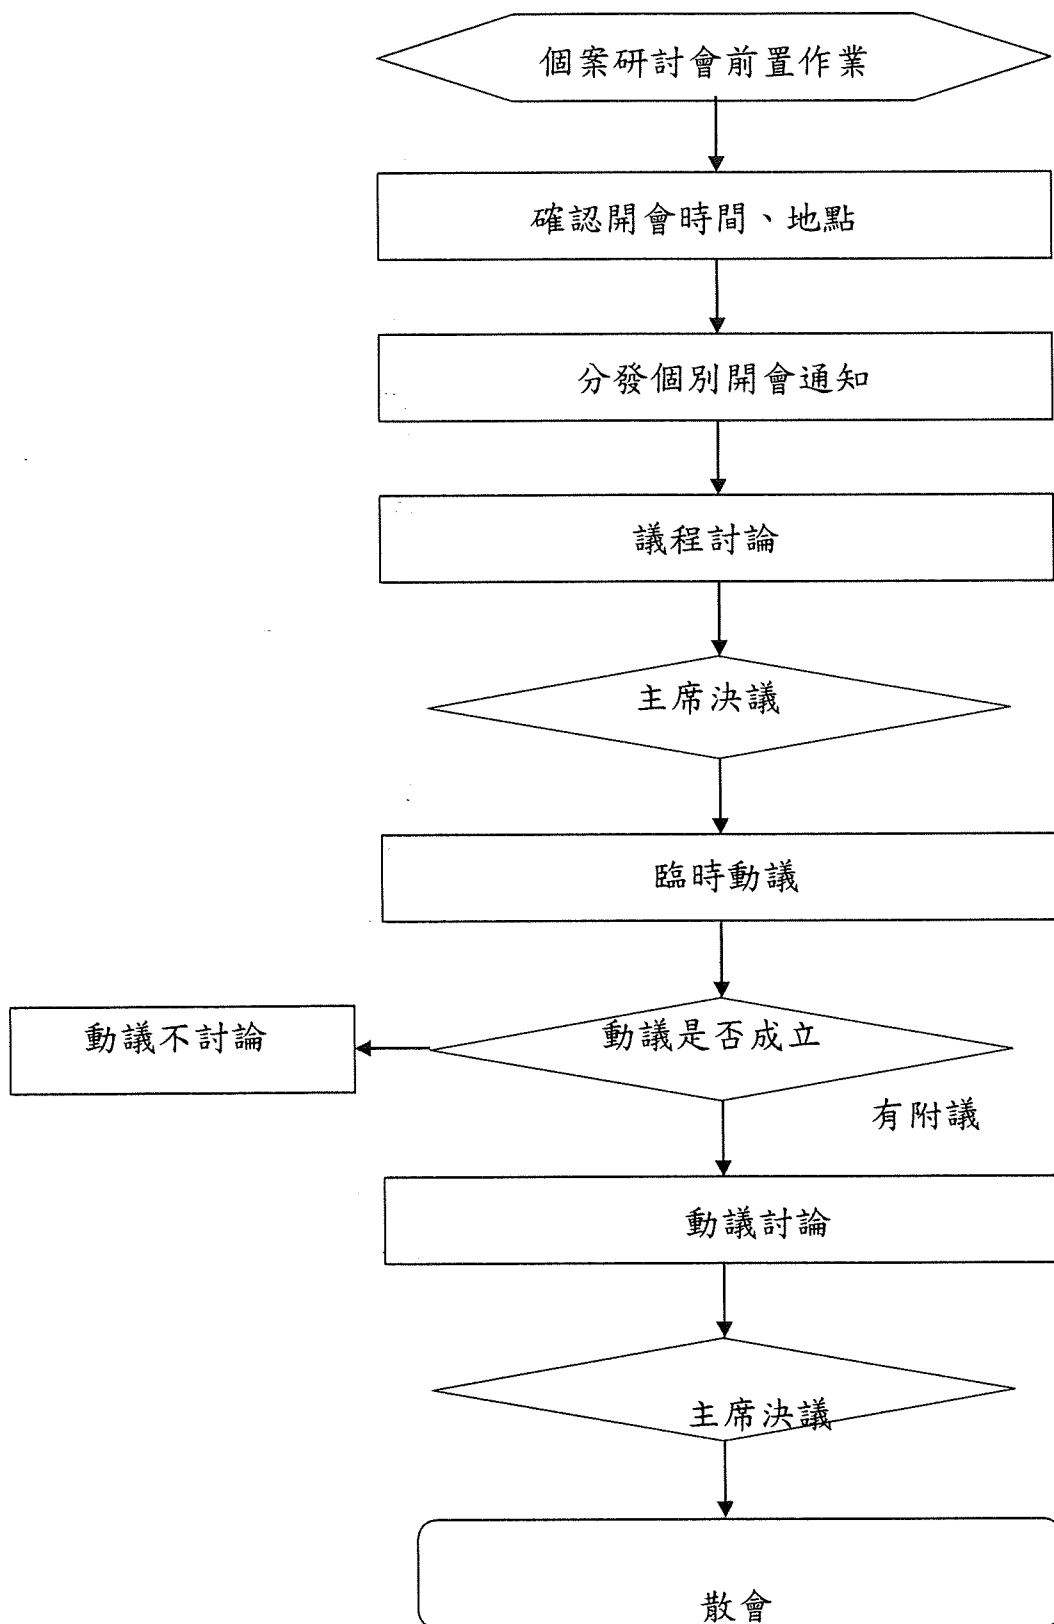 個案研討會前置作業
確認開會時間、地點
分發個別開會通知
議程討論
主席決議
臨時動議
動議不討論
動議是否成立
有附議
動議討論
主席決議
散會